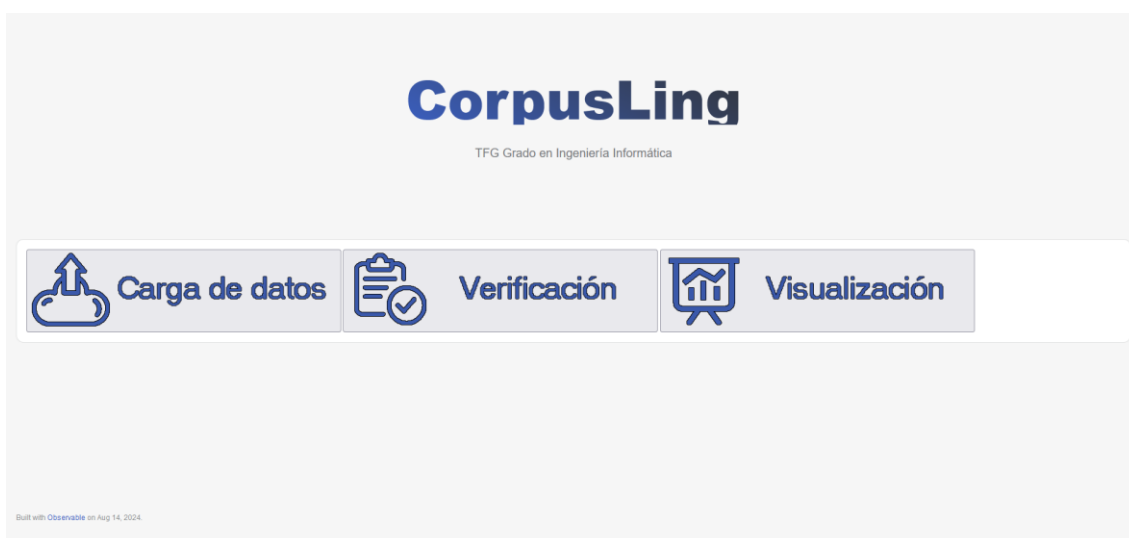 CorpusLing
TFG Grado en Ingeniería Informática
Carga de datos
Verificación
Visualización
Built with Observable on Aug 14, 2024.